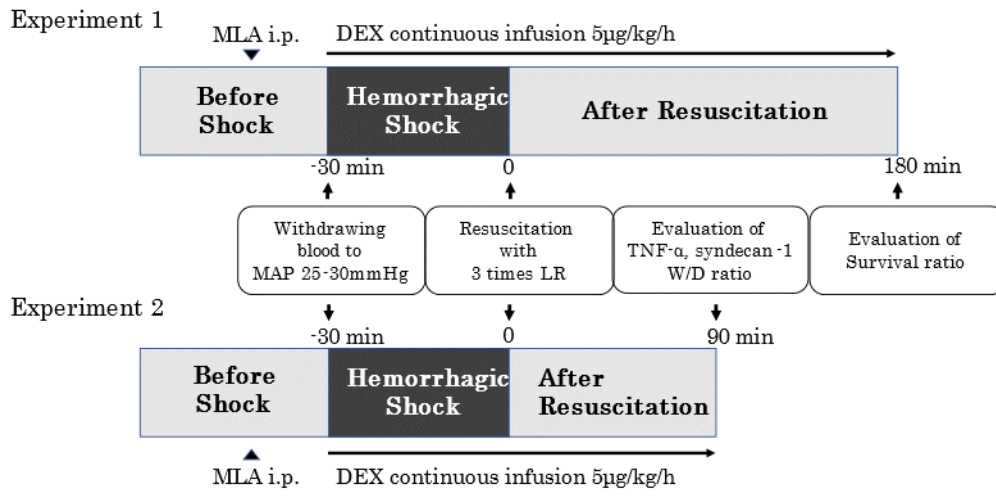 Experiment 1
MLA i.p.
DEX continuous infusion 5µg/kg/h
Before
Shock
Hemorrhagic
Shock
After Resuscitation
-30 min
0
180 min
Withdrawing
blood to
MAP 25-30mmHg
Resuscitation
with
3 times LR
Evaluation of
TNF-α, syndecan -1
W/D ratio
Evaluation of
Survival ratio
Experiment 2
-30 min
0
90 min
Before
Shock
Hemorrhagic
Shock
After
Resuscitation
MLA i.p.
DEX continuous infusion 5µg/kg/h